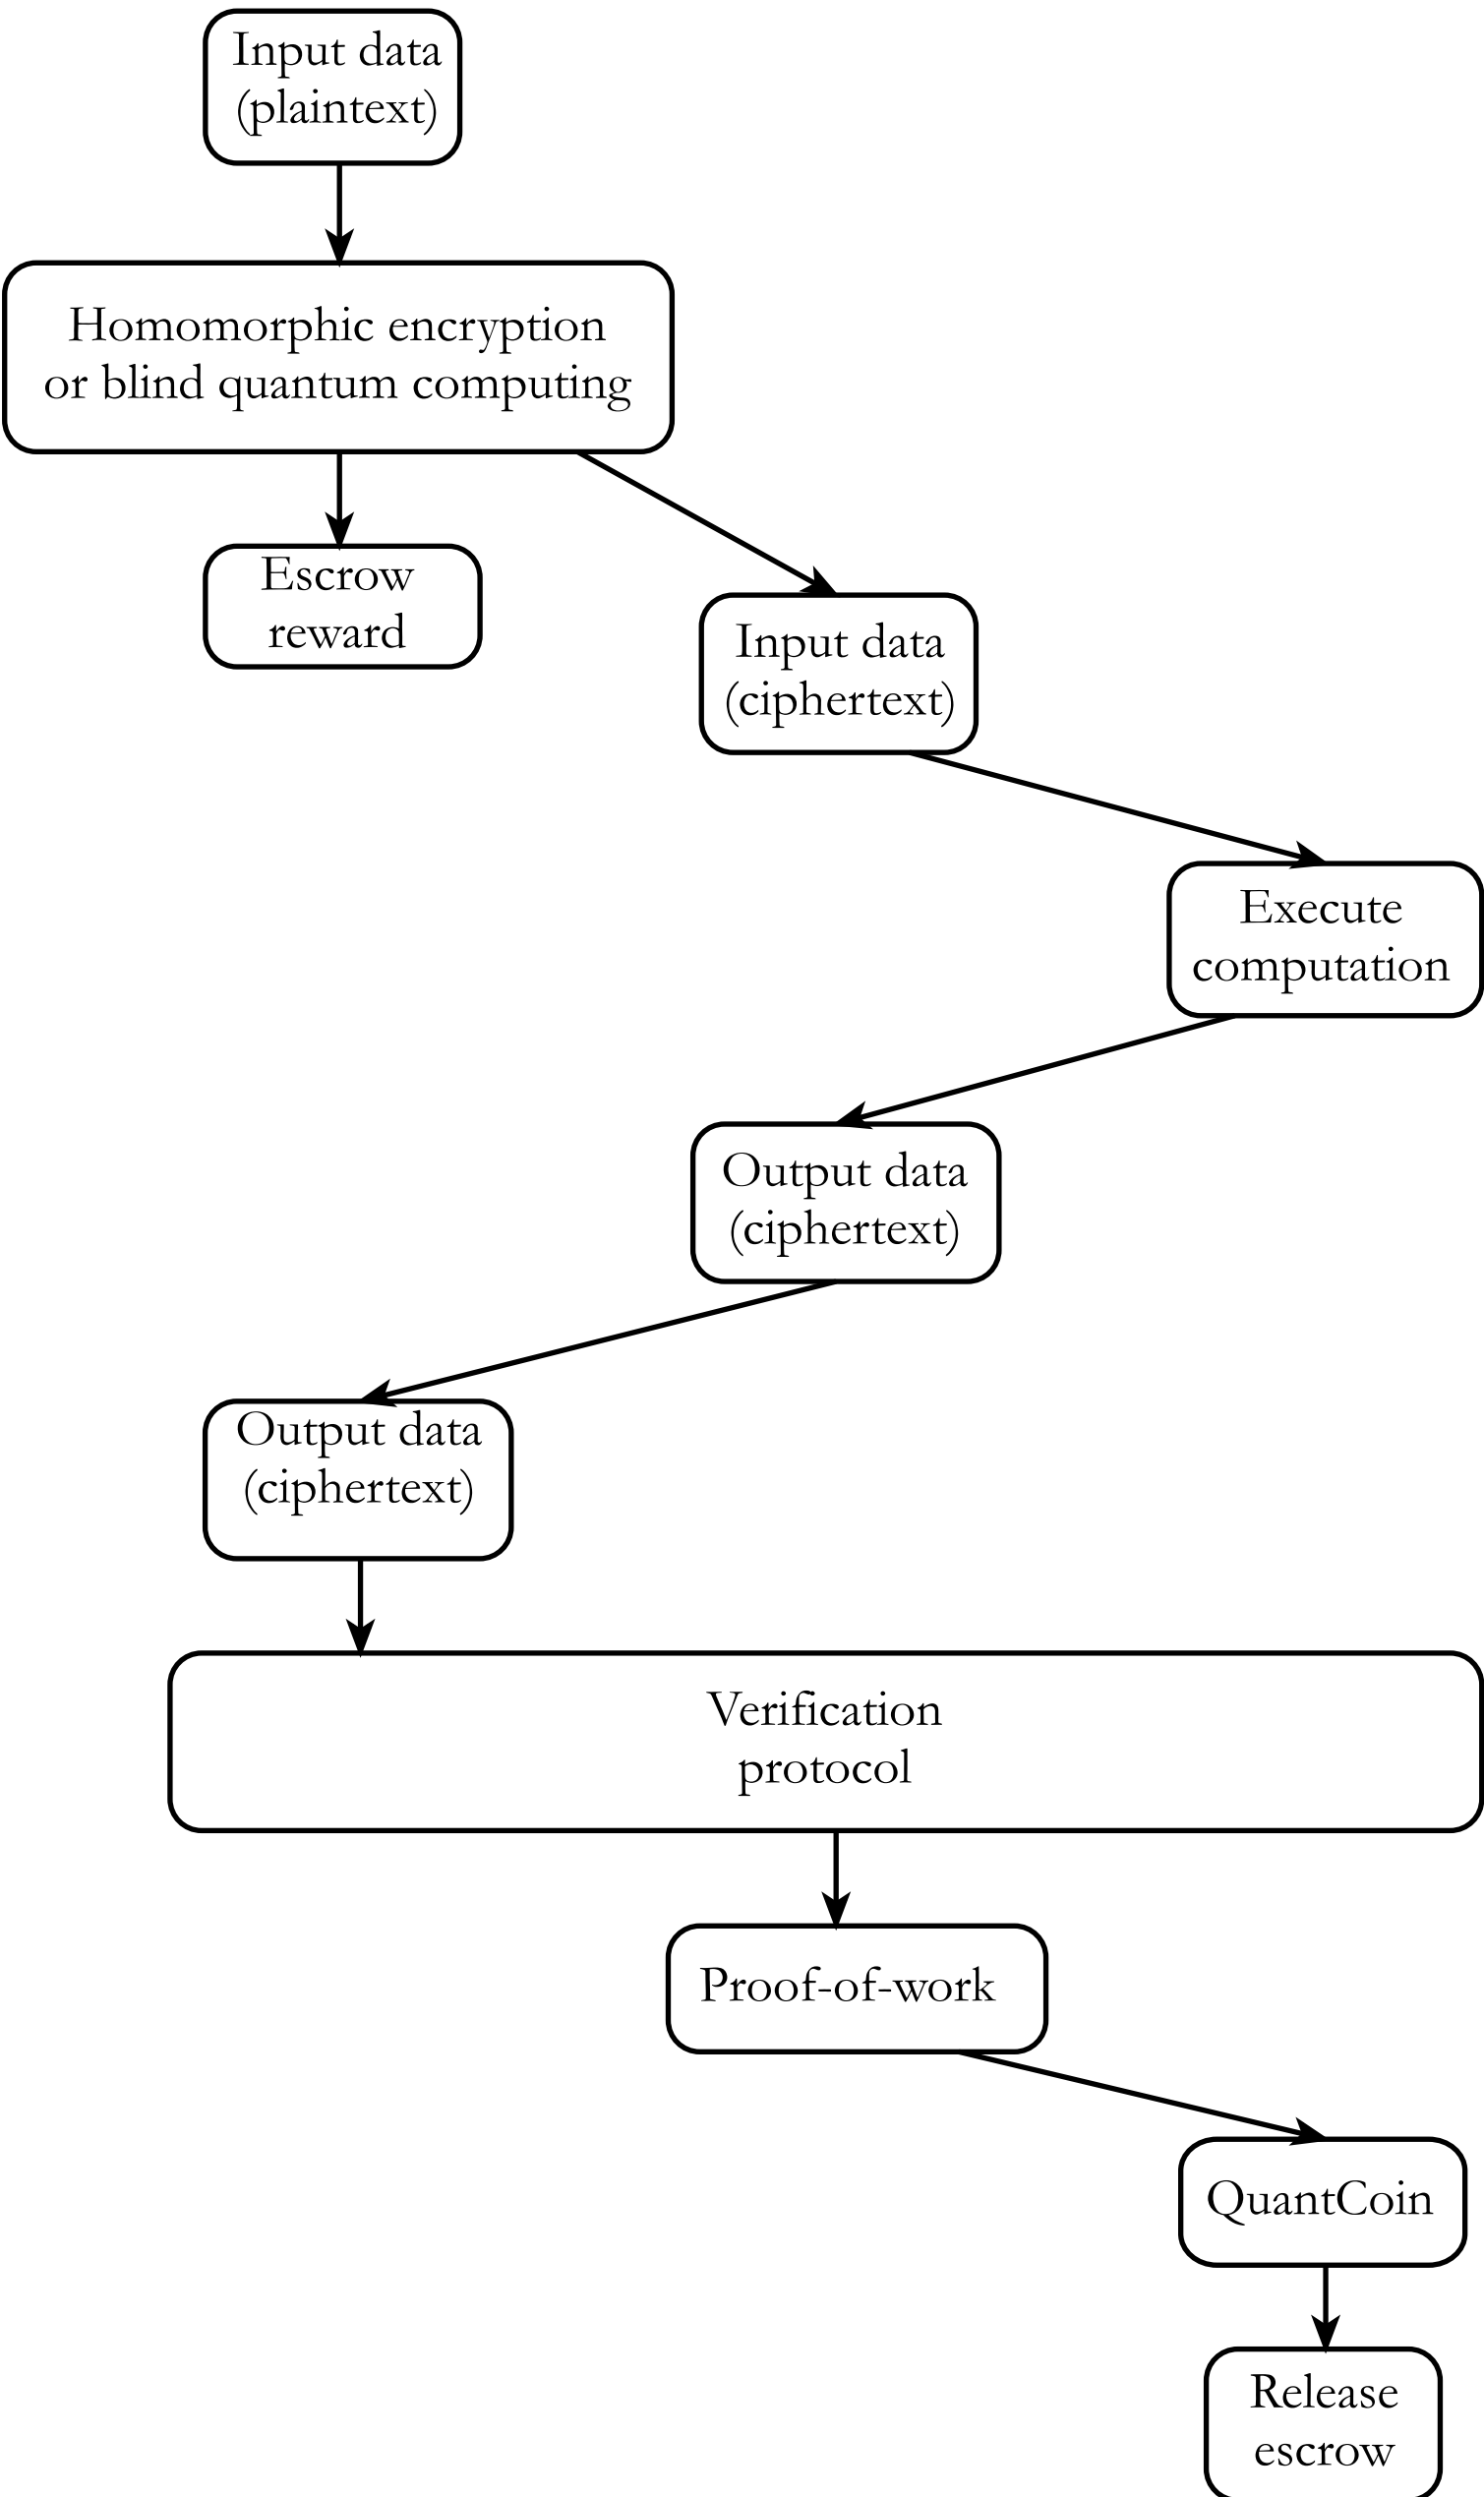 Input data
(plaintext)
Homomorphic encryption
or blind quantum computing
Escrow
reward
Input data
(ciphertext)
Execute
computation
Output data
(ciphertext)
Output data
(ciphertext)
Verification
protocol
Proof-of-work
QuantCoin
Release
escrow